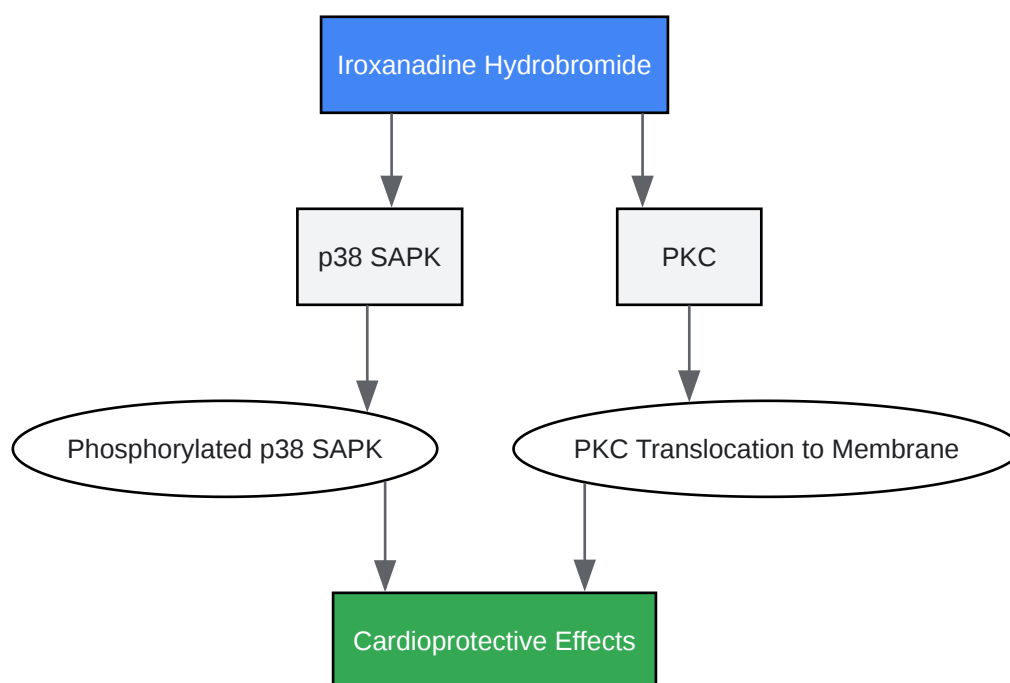 Iroxanadine Hydrobromide
p38 SAPK
PKC
Phosphorylated p38 SAPK
PKC Translocation to Membrane
Cardioprotective Effects